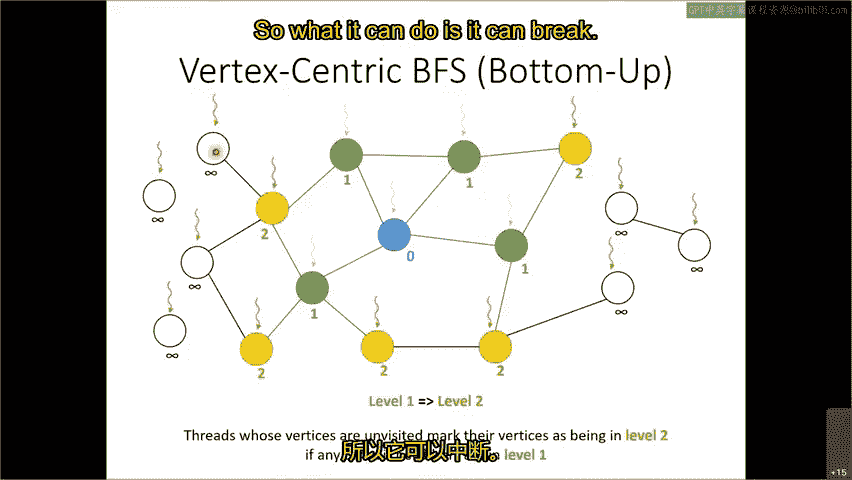 So what it can do is it can break.
Vertex-Centric BFS (Bottom-Up)
∞
∞
1
1
2
2
∞
∞
0
1
∞
1
∞
∞
2
2
2
Level 1 => Level 2
Threads whose vertices are unvisited mark their vertices as being in level 2
if any
level 1
所以它可以中断。
+15